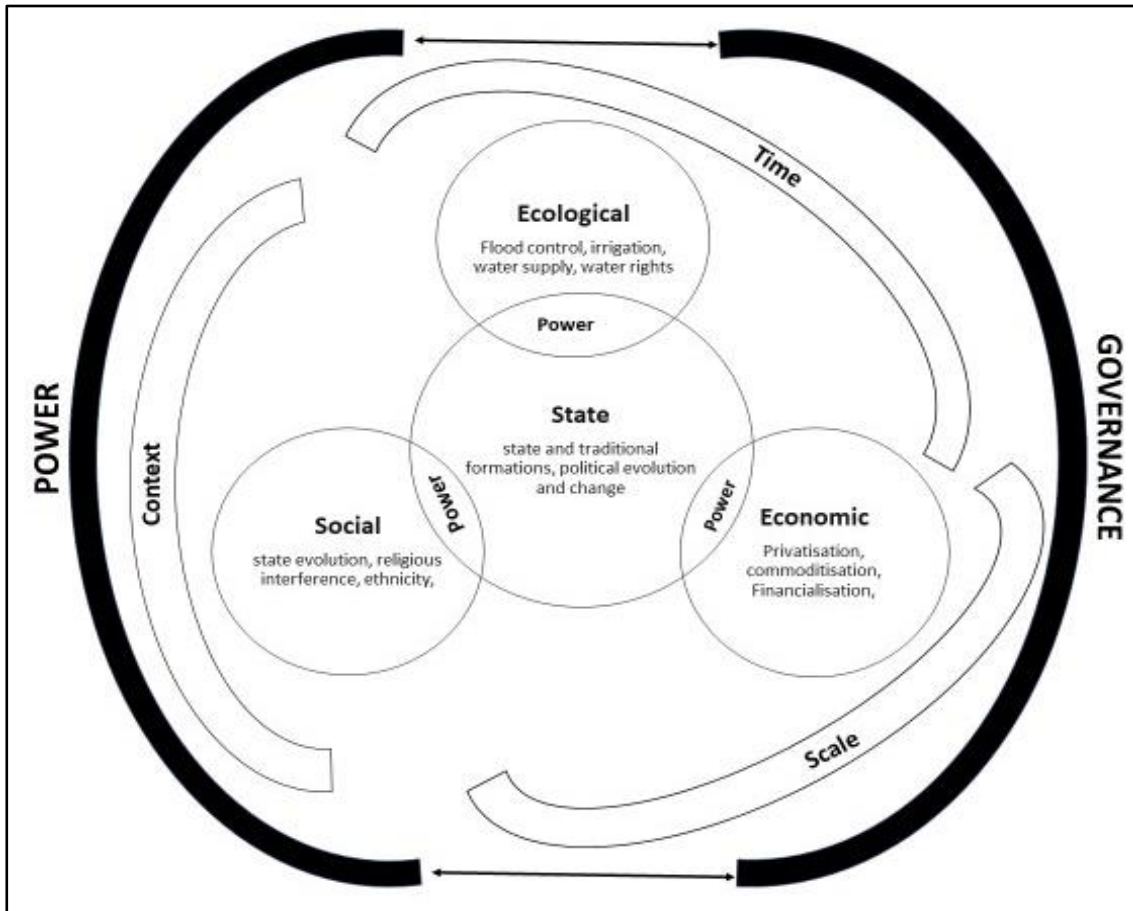 Time
Ecological
Flood control, irrigation,
water supply, water rights
Power
POWER
GOVERNANCE
Context
State
state and traditional
formations, political evolution
and change
Power
Power
Social
state evolution, religious
interference, ethnicity,
Economic
Privatisation,
commoditisation,
Financialisation,
Scale